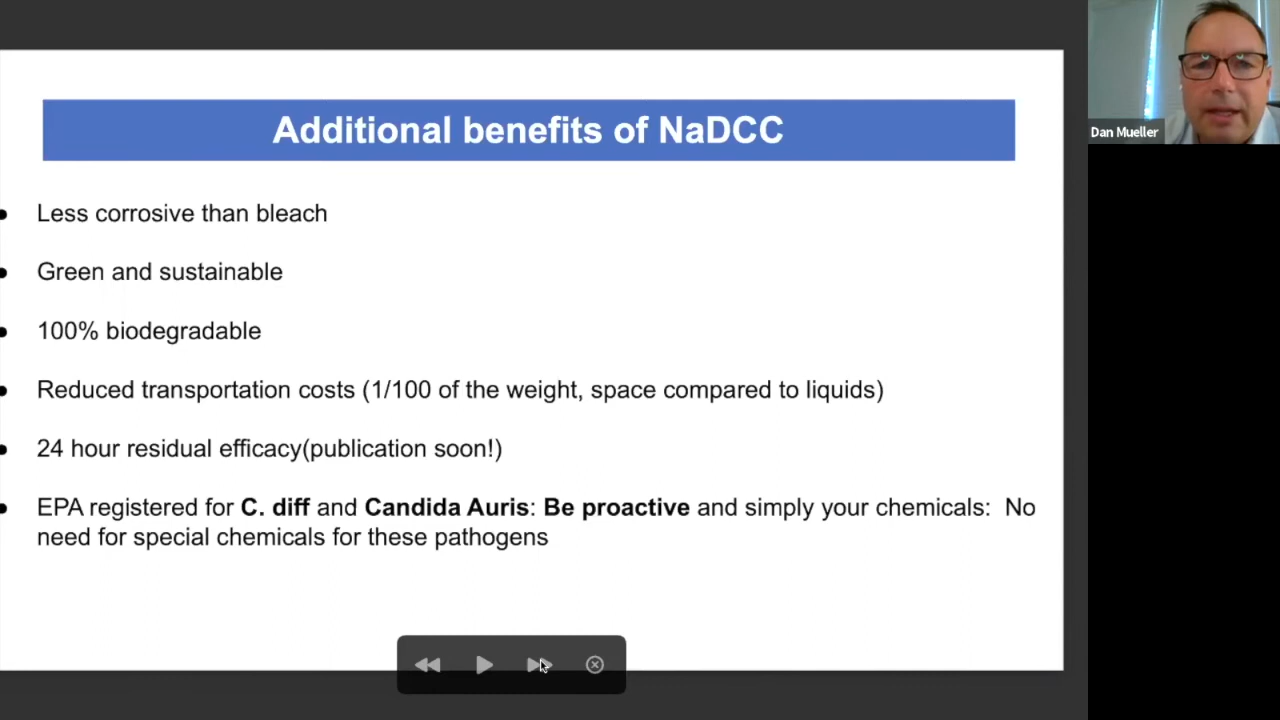 Additional benefits of NaDCC
Dan Mueller
Less corrosive than bleach
Green and sustainable
100% biodegradable
Reduced transportation costs (1/100 of the weight, space compared to liquids)
24 hour residual efficacy(publication soon!)
EPA registered for C. diff and Candida Auris: Be proactive and simply your chemicals:  No
need for special chemicals for these pathogens